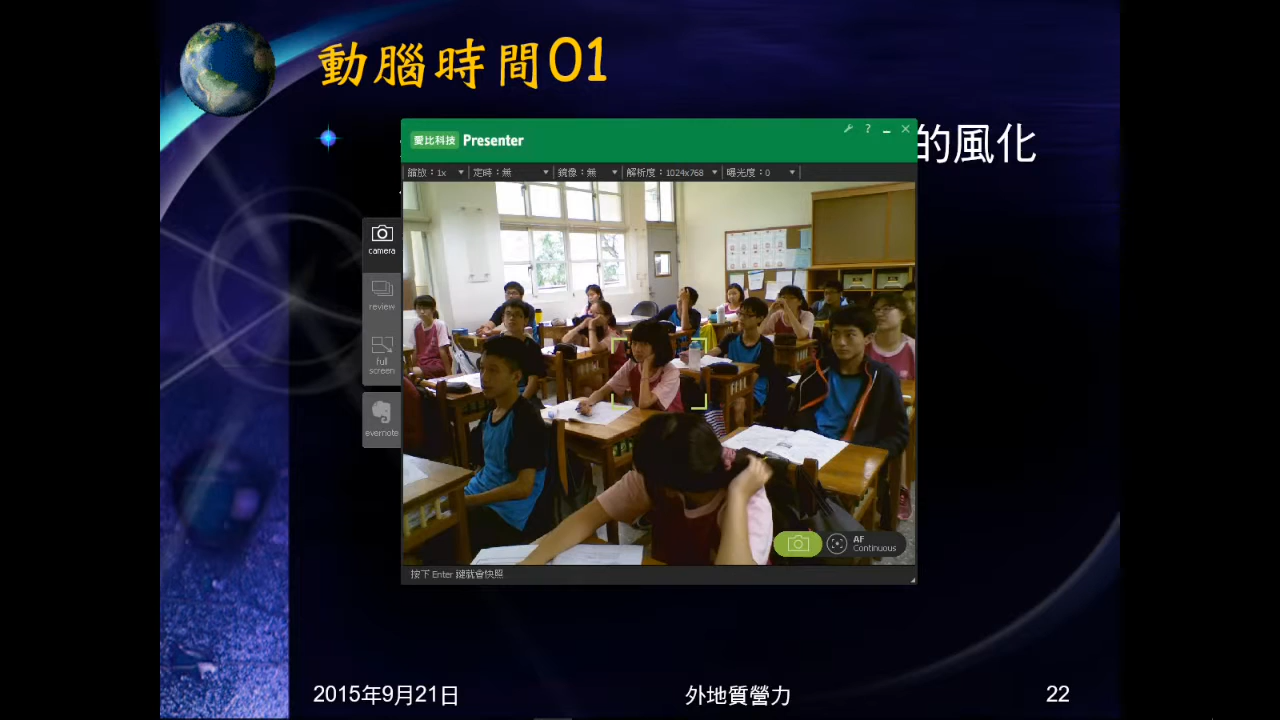 動腦時間01
的風化
愛比科技 Presenter
縮放：1x 定時：無 鏡像：無 解析度：1024x768 曝光度：0
camera
review
full
screen
evernote
AF
Continuous
按下 Enter 鍵就會快照
2015年9月21日 外地質營力 22